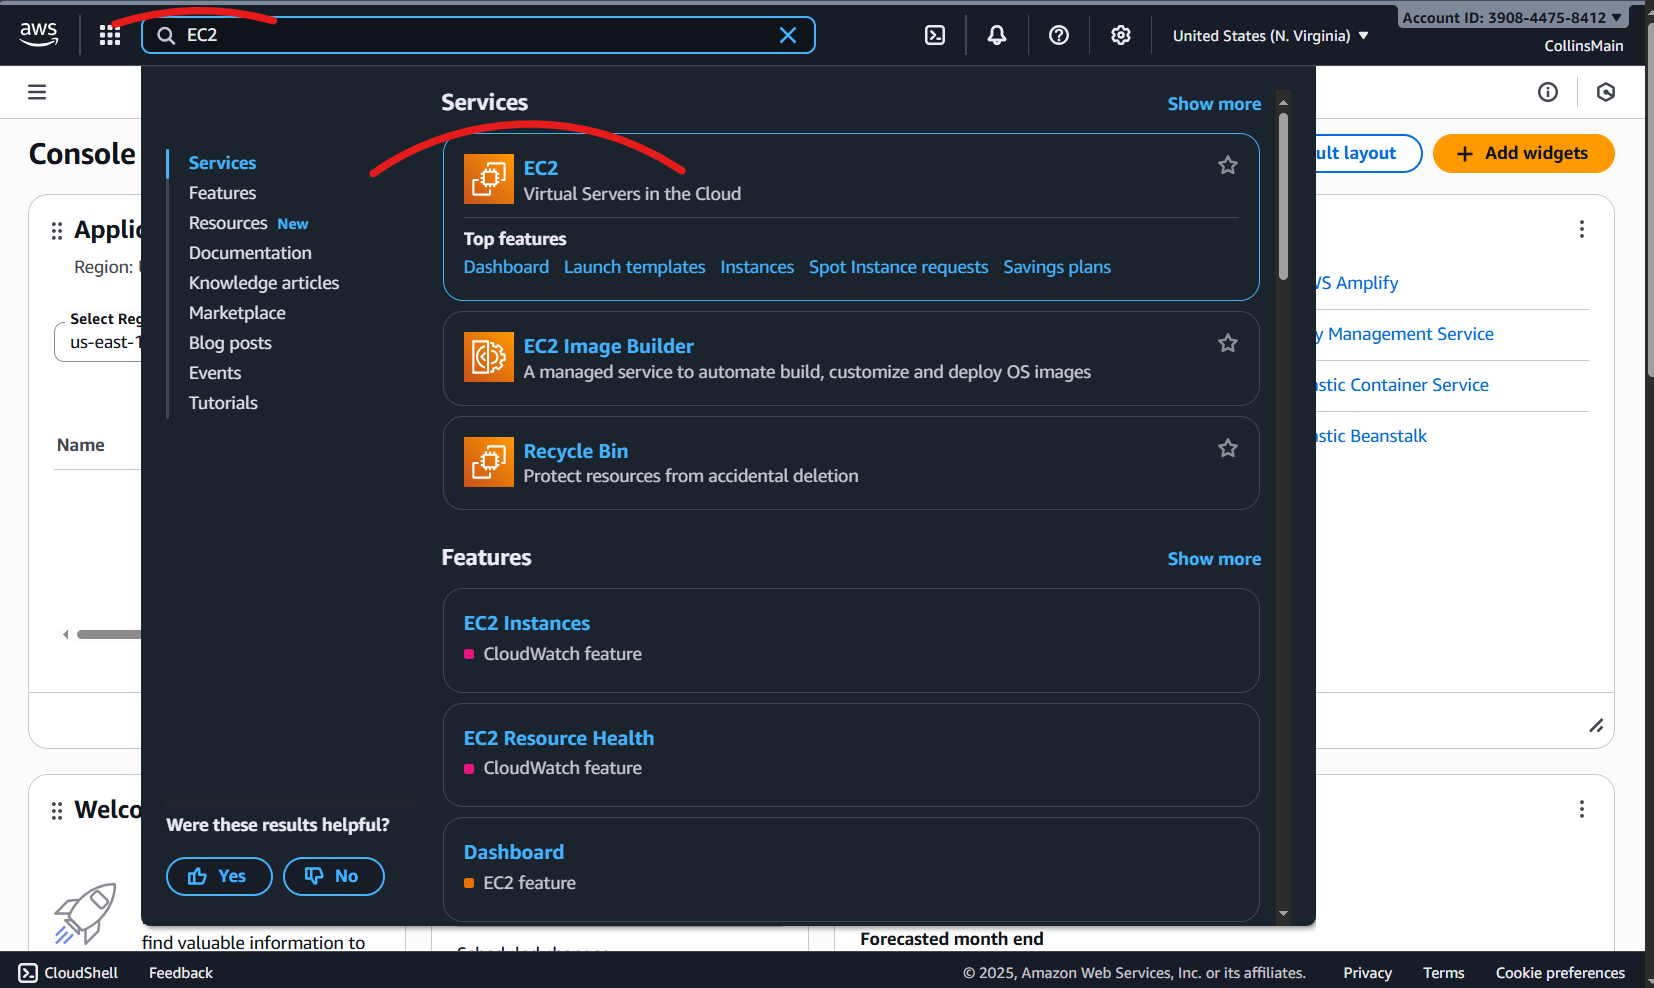 aws
EC2
United States (N. Virginia)
Account ID: 3908-4475-8412
CollinsMain
Console
ult layout
Add widgets
Applic
Region:
Select Reg
us-east-1
Name
Welco
find valuable information to
Services
Features
Resources New
Documentation
Knowledge articles
Marketplace
Blog posts
Events
Tutorials
Were these results helpful?
Yes
No
Services
Show more
EC2
Virtual Servers in the Cloud
Top features
Dashboard Launch templates Instances Spot Instance requests Savings plans
EC2 Image Builder
A managed service to automate build, customize and deploy OS images
Recycle Bin
Protect resources from accidental deletion
Features
Show more
EC2 Instances
CloudWatch feature
EC2 Resource Health
CloudWatch feature
Dashboard
EC2 feature
VS Amplify
y Management Service
stic Container Service
stic Beanstalk
Forecasted month end
CloudShell
Feedback
© 2025, Amazon Web Services, Inc. or its affiliates.
Privacy
Terms
Cookie preferences